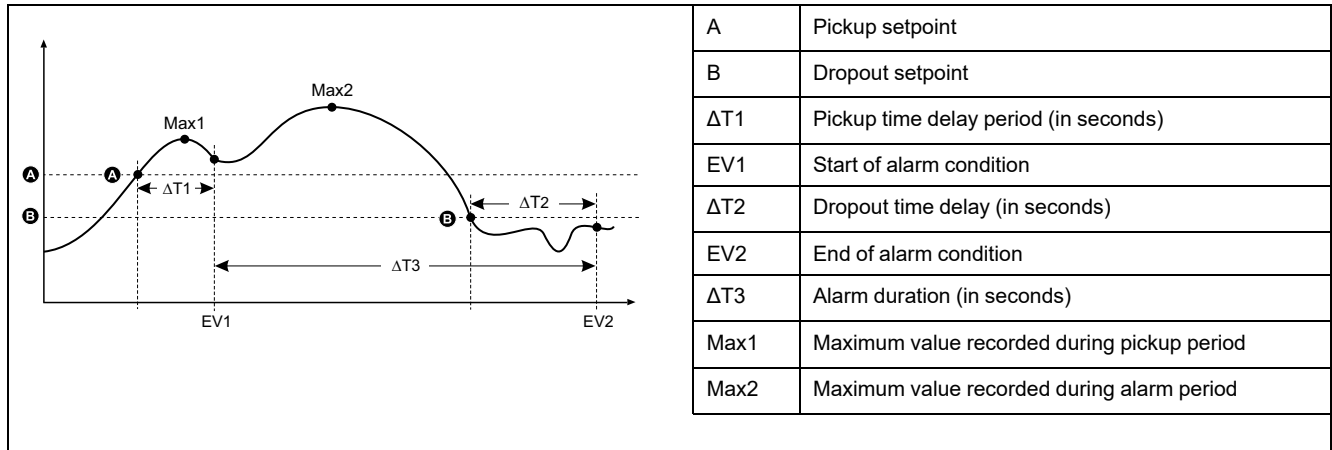 Max1
Max2
A
A
ΔT1
B
B
ΔT2
ΔT3
EV1
EV2
A Pickup setpoint
B Dropout setpoint
ΔT1 Pickup time delay period (in seconds)
EV1 Start of alarm condition
ΔT2 Dropout time delay (in seconds)
EV2 End of alarm condition
ΔT3 Alarm duration (in seconds)
Max1 Maximum value recorded during pickup period
Max2 Maximum value recorded during alarm period